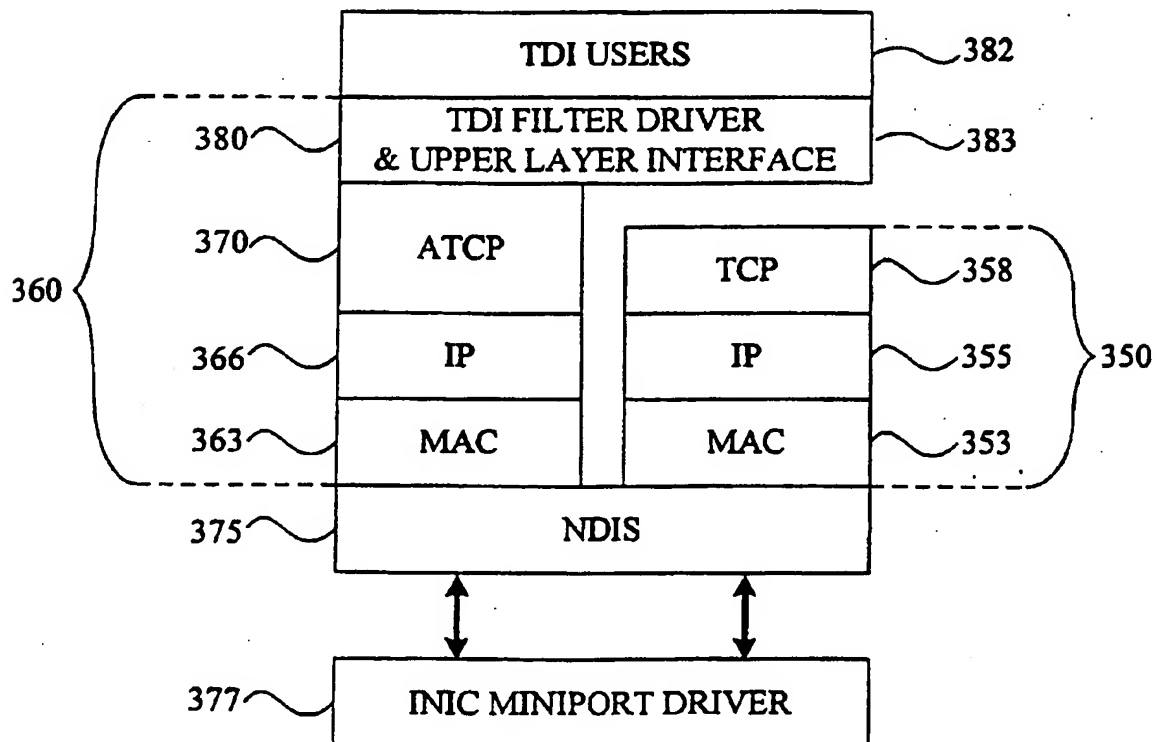 TDI USERS
382
380
TDI FILTER DRIVER
& UPPER LAYER INTERFACE
383
370
ATCP
TCP
358
360
366
IP
IP
355
350
363
MAC
MAC
353
375
NDIS
377
INIC MINIPORT DRIVER